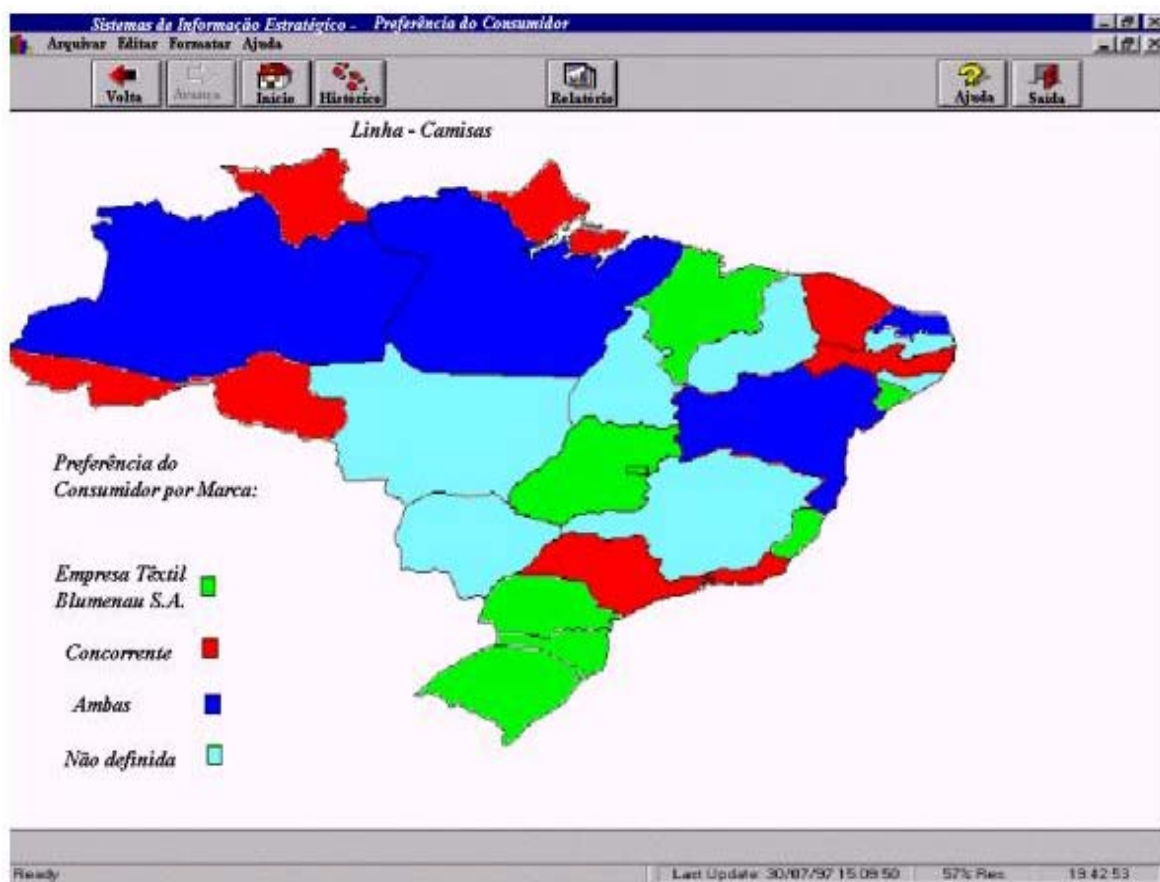 Sistemas de Informação Estratégico - Preferência do Consumidor
Arquivar Editar Formatar Ajuda
Volta Avança Início Histórico Relatório Ajuda Saída
Linha - Camisas
Preferência do
Consumidor por Marca:
Empresa Têxtil
Blumenau S.A.
Concorrente
Ambas
Não definida
Ready Last Update: 30/07/97 15:09:50 57% Res 19:42:53